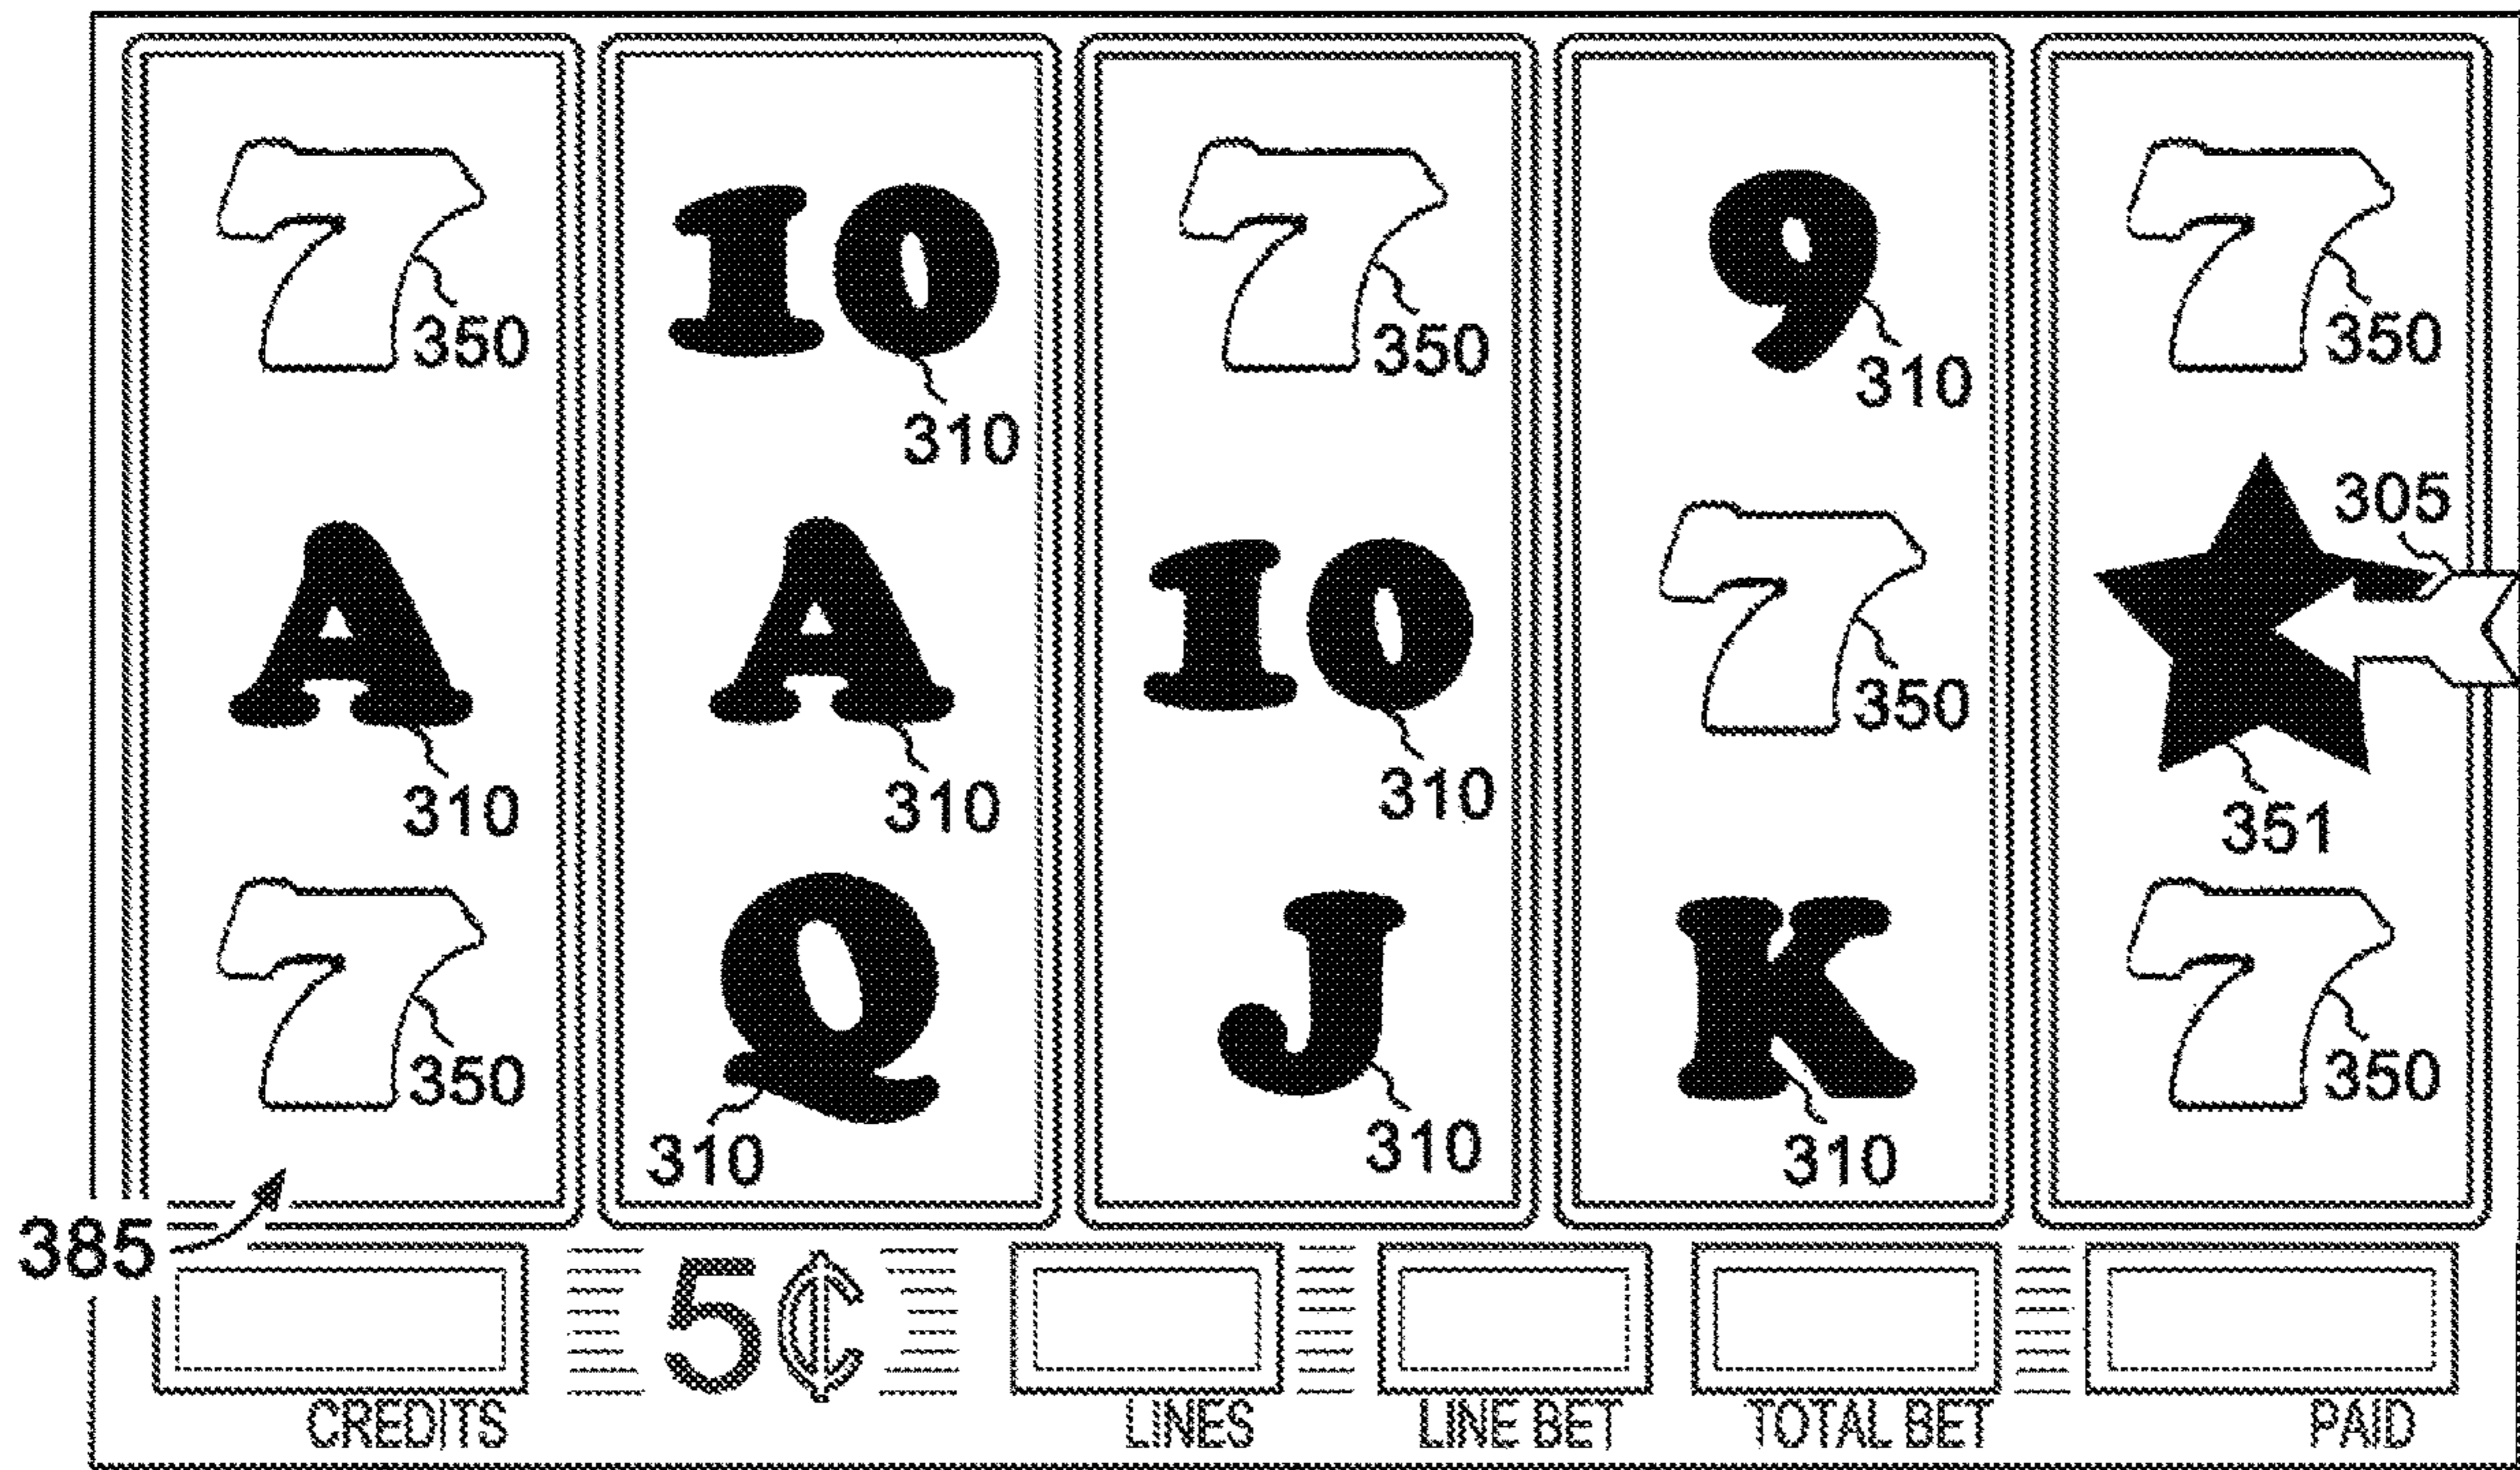 7 10 7 9 7
350 350 310 350
310
305
A A 10 7
310 310 310 350 351
7 Q J K 7
350 310 310 310 350
385
5¢
CREDITS LINES LINE BET TOTAL BET PAID